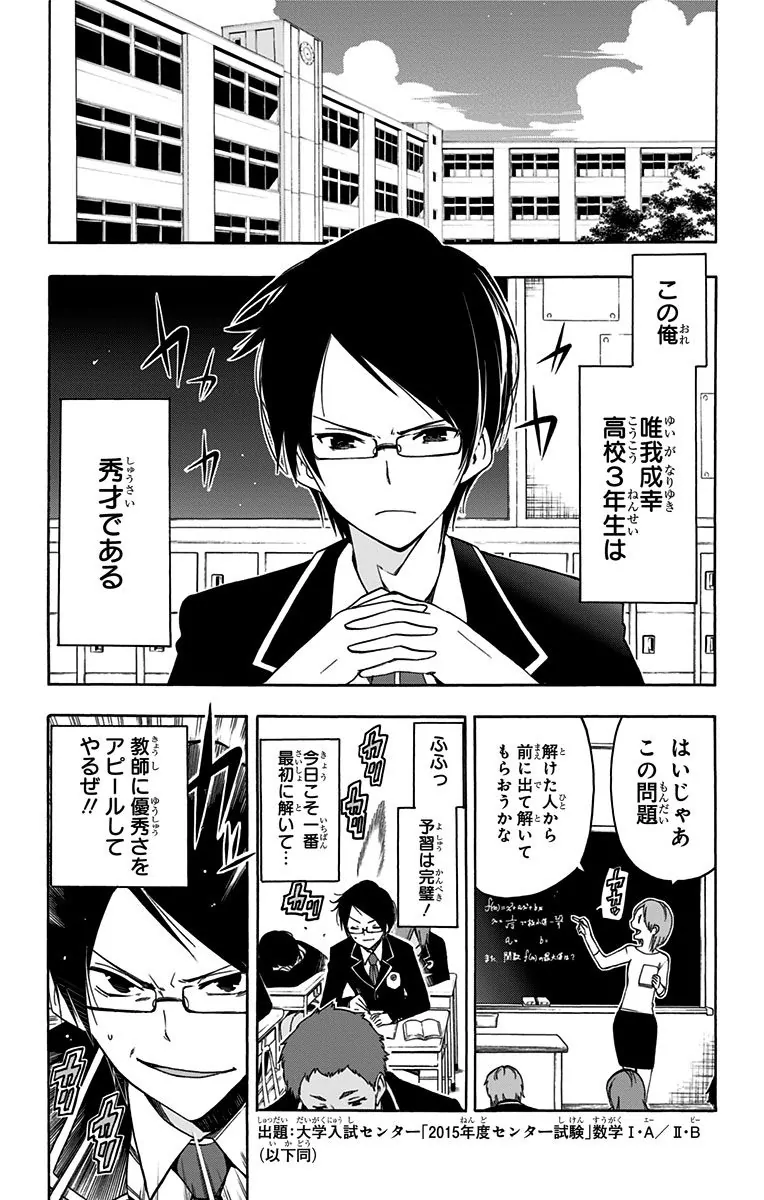 この俺
唯我成幸
高校3年生は
秀才である
はいじゃあ
この問題
解けた人から
前に出て解いて
もらおうかな
ふふっ
予習は完璧!
今日こそ一番
最初に解いて…
教師に優秀さを
アピールして
やるぜ!!
出題:大学入試センター「2015年度センター試験」数学Ⅰ・A/Ⅱ・B
(以下同)